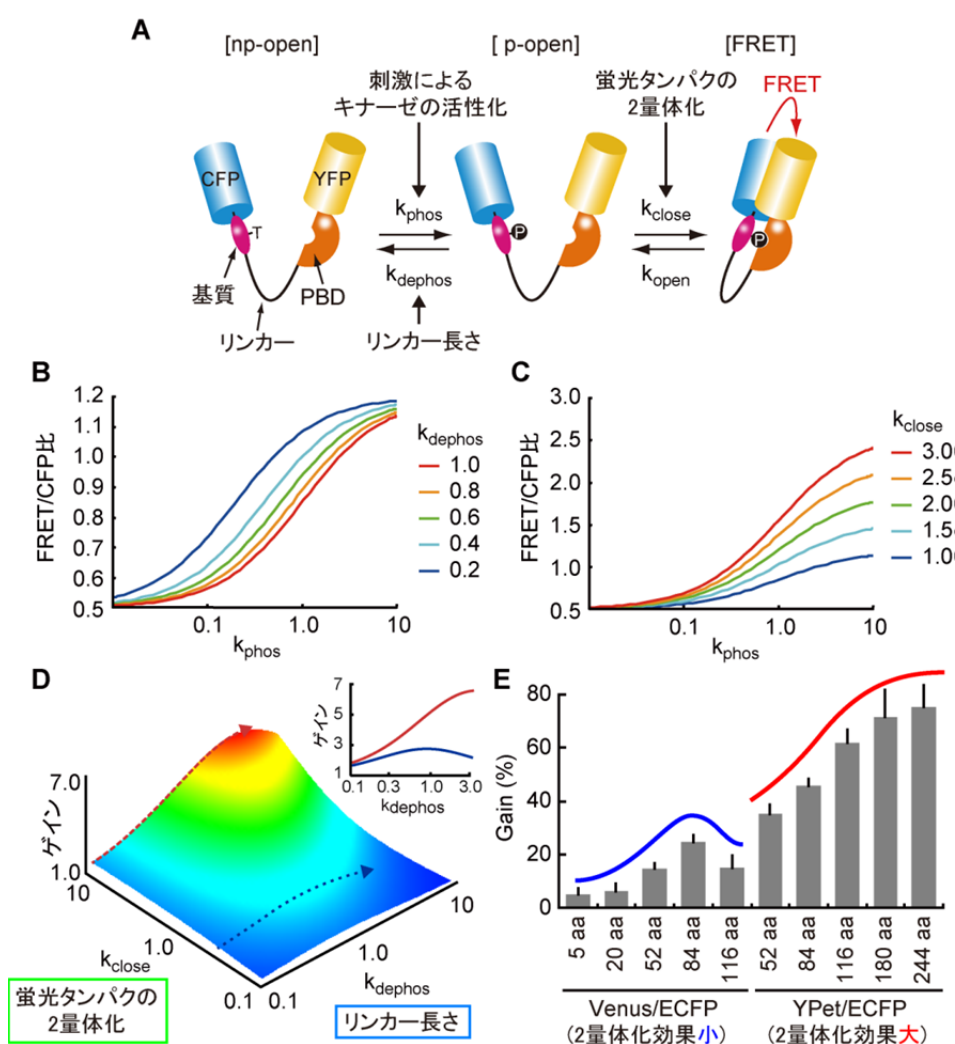 A
[np-open]
[ p-open]
[FRET]
刺激による
キナーゼの活性化
蛍光タンパクの
2量体化
FRET
CFP
YFP
T
P
P
kphos
kdephos
kclose
kopen
基質
PBD
リンカー
リンカー長さ
B
FRET/CFP比
1.2
1.1
1.0
0.9
0.8
0.7
0.6
0.5
0.1
1.0
10
kphos
kdephos
1.0
0.8
0.6
0.4
0.2
C
FRET/CFP比
3.0
2.5
2.0
1.5
1.0
0.5
0.1
1.0
10
kphos
kclose
3.0
2.5
2.0
1.5
1.0
D
ゲイン
7.0
1.0
10
1.0
0.1
kclose
0.1
1.0
10
kdephos
蛍光タンパクの
2量体化
リンカー長さ
ゲイン
7
5
3
1
0.1
0.3
1.0
3.0
kdephos
E
Gain (%)
80
60
40
20
0
5 aa
20 aa
52 aa
84 aa
116 aa
52 aa
84 aa
116 aa
180 aa
244 aa
Venus/ECFP
(2量体化効果小)
YPet/ECFP
(2量体化効果大)